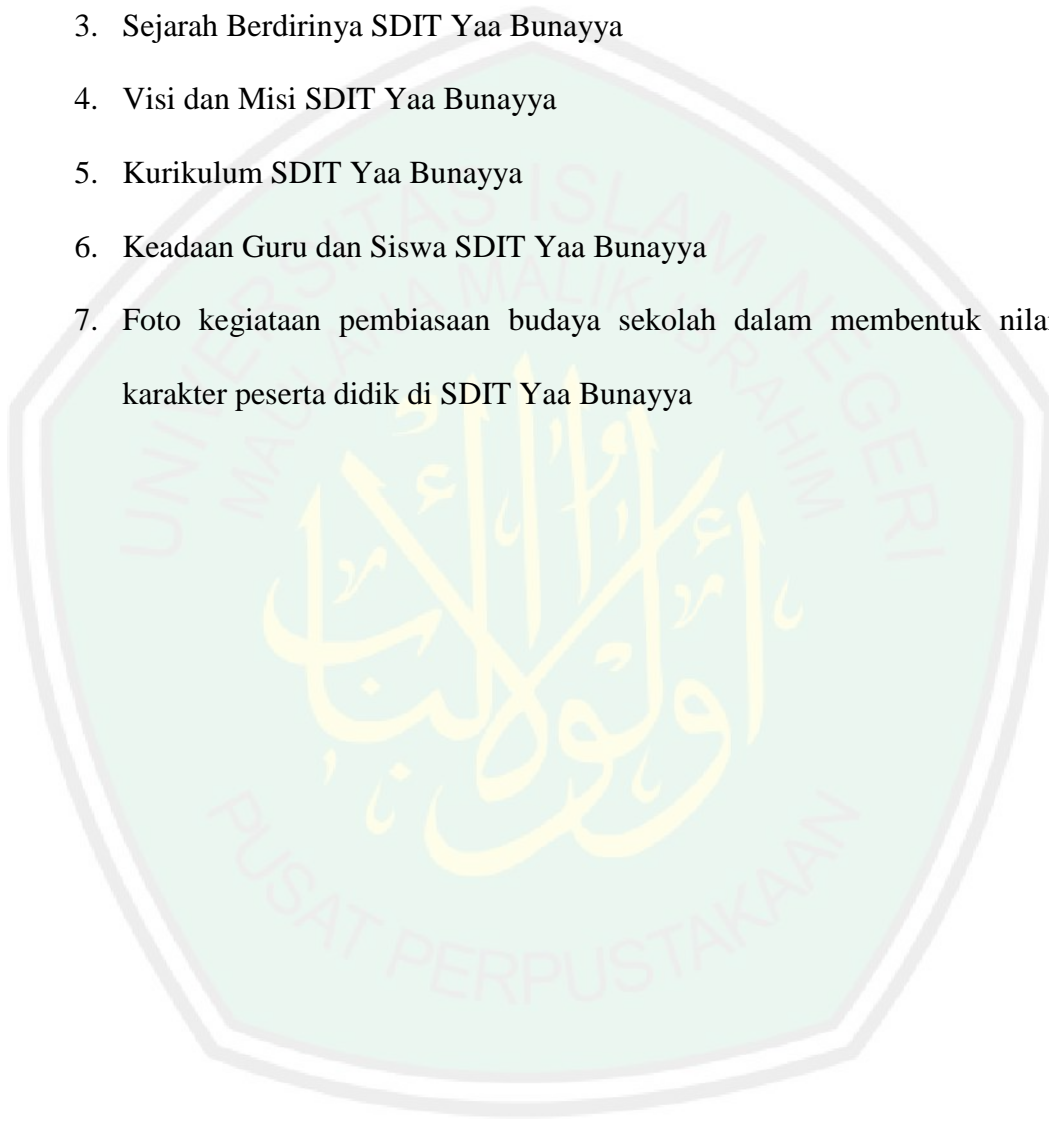 3. Sejarah Berdirinya SDIT Yaa Bunayya
4. Visi dan Misi SDIT Yaa Bunayya
5. Kurikulum SDIT Yaa Bunayya
6. Keadaan Guru dan Siswa SDIT Yaa Bunayya
7. Foto kegiataan pembiasaan budaya sekolah dalam membentuk nilai
karakter peserta didik di SDIT Yaa Bunayya
UNIVERSITAS ISLAM NEGERI
MAULANA MALIK IBRAHIM
PUSAT PERPUSTAKAAN